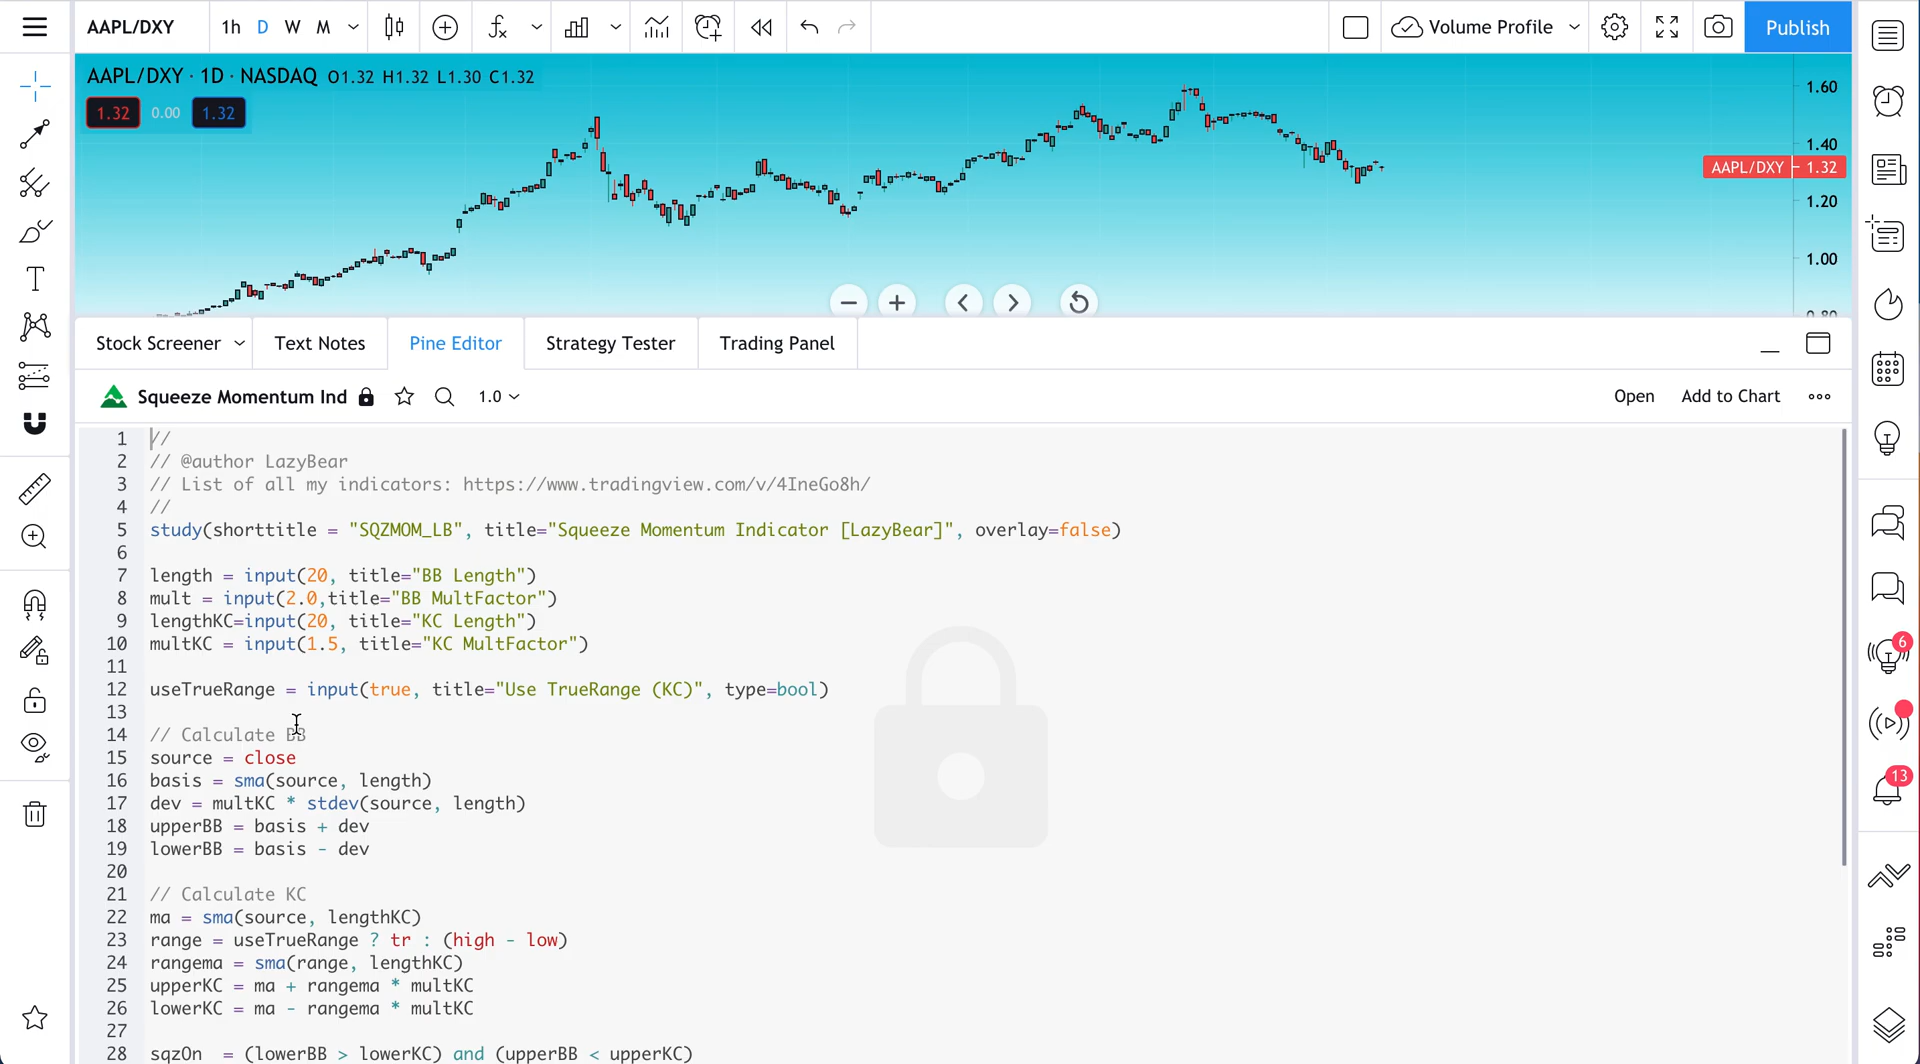 AAPL/DXY 1h D W M Volume Profile Publish
AAPL/DXY · 1D · NASDAQ O1.32 H1.32 L1.30 C1.32
1.32 0.00 1.32
1.60
1.40
AAPL/DXY 1.32
1.20
1.00
Stock Screener Text Notes Pine Editor Strategy Tester Trading Panel
Squeeze Momentum Ind 1.0 Open Add to Chart
1 //
2 // @author LazyBear
3 // List of all my indicators: https://www.tradingview.com/v/4IneGo8h/
4 //
5 study(shorttitle = "SQZMOM_LB", title="Squeeze Momentum Indicator [LazyBear]", overlay=false)
6
7 length = input(20, title="BB Length")
8 mult = input(2.0,title="BB MultFactor")
9 lengthKC=input(20, title="KC Length")
10 multKC = input(1.5, title="KC MultFactor")
11
12 useTrueRange = input(true, title="Use TrueRange (KC)", type=bool)
13
14 // Calculate BB
15 source = close
16 basis = sma(source, length)
17 dev = multKC * stdev(source, length)
18 upperBB = basis + dev
19 lowerBB = basis - dev
20
21 // Calculate KC
22 ma = sma(source, lengthKC)
23 range = useTrueRange ? tr : (high - low)
24 rangema = sma(range, lengthKC)
25 upperKC = ma + rangema * multKC
26 lowerKC = ma - rangema * multKC
27
28 sqzOn = (lowerBB > lowerKC) and (upperBB < upperKC)
6
13